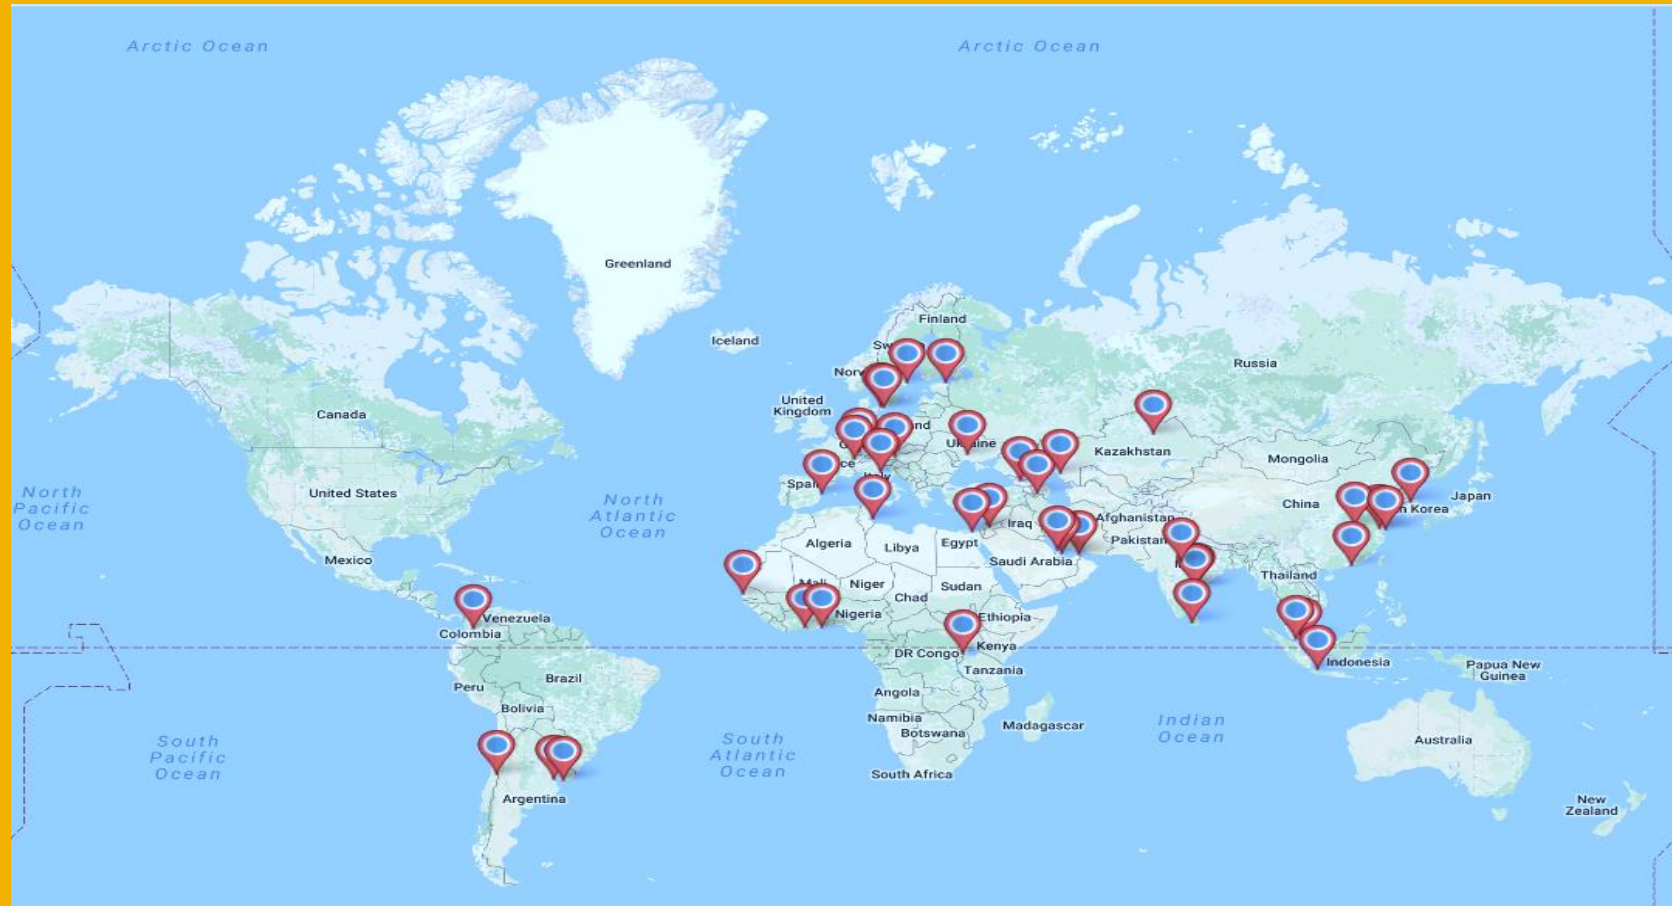 Arctic Ocean
Arctic Ocean
Greenland
Finland
Iceland
Russia
United
Kingdom
Canada
Kazakhstan
Mongolia
North
Pacific
Ocean
United States
North
Atlantic
Ocean
China
Japan
Iraq
Afghanistan
Pakistan
Algeria
Libya
Egypt
Mexico
Saudi Arabia
Thailand
Niger
Sudan
Chad
Nigeria
Ethiopia
Venezuela
Colombia
Kenya
DR Congo
Indonesia
Papua New
Guinea
Tanzania
Peru
Brazil
Angola
Bolivia
Namibia
Botswana
Madagascar
Indian
Ocean
South
Pacific
Ocean
South
Atlantic
Ocean
Australia
South Africa
Argentina
New
Zealand